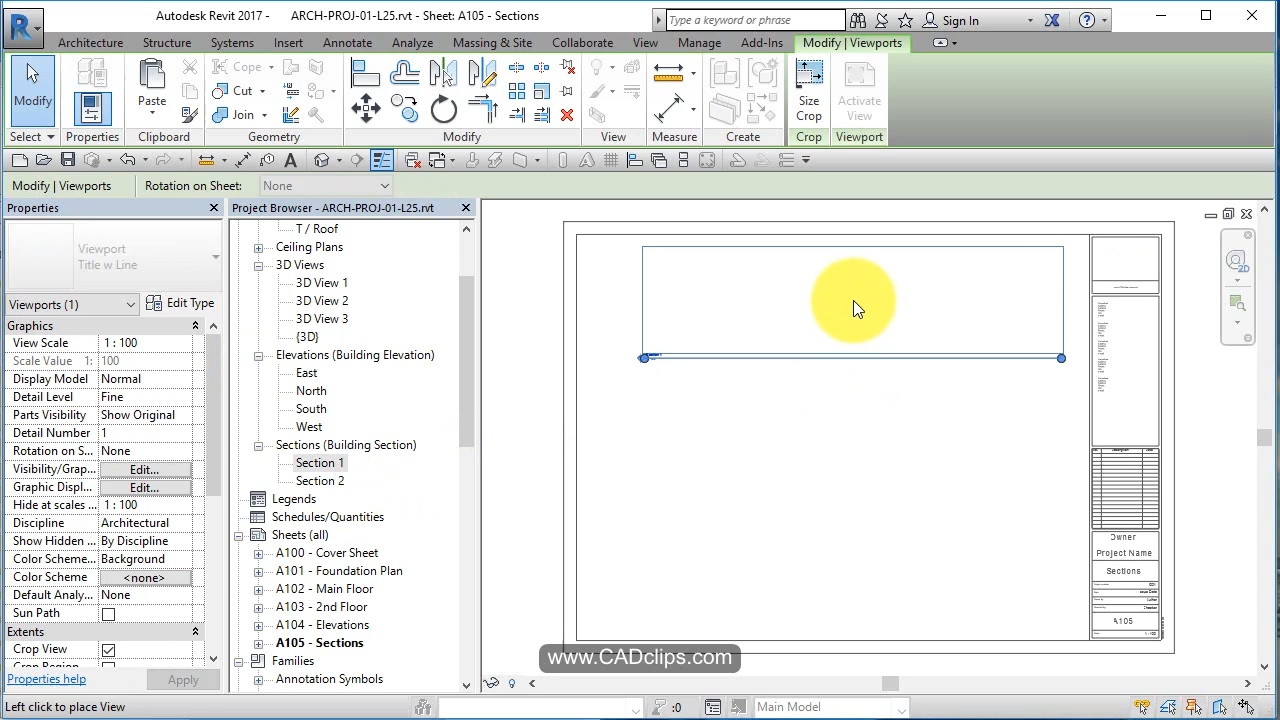 Autodesk Revit 2017 - ARCH-PROJ-01-L25.rvt - Sheet: A105 - Sections
Type a keyword or phrase
Sign In
Architecture Structure Systems Insert Annotate Analyze Massing & Site Collaborate View Manage Add-Ins Modify | Viewports
Modify
Paste
Cope
Cut
Join
Size Crop
Activate View
Select Properties Clipboard Geometry Modify View Measure Create Crop Viewport
Modify | Viewports Rotation on Sheet: None
Properties
Viewport
Title w Line
Viewports (1) Edit Type
Graphics
View Scale 1 : 100
Scale Value 1: 100
Display Model Normal
Detail Level Fine
Parts Visibility Show Original
Detail Number 1
Rotation on S... None
Visibility/Grap... Edit...
Graphic Displ... Edit...
Hide at scales ... 1 : 100
Discipline Architectural
Show Hidden ... By Discipline
Color Scheme... Background
Color Scheme <none>
Default Analy... None
Sun Path
Extents
Crop View
Crop Region
Properties help Apply
Project Browser - ARCH-PROJ-01-L25.rvt
T / Roof
Ceiling Plans
3D Views
3D View 1
3D View 2
3D View 3
{3D}
Elevations (Building Elevation)
East
North
South
West
Sections (Building Section)
Section 1
Section 2
Legends
Schedules/Quantities
Sheets (all)
A100 - Cover Sheet
A101 - Foundation Plan
A102 - Main Floor
A103 - 2nd Floor
A104 - Elevations
A105 - Sections
Families
Annotation Symbols
2D
Owner
Project Name
Sections
A105
1 : 100
www.CADclips.com
Left click to place View
:0
Main Model